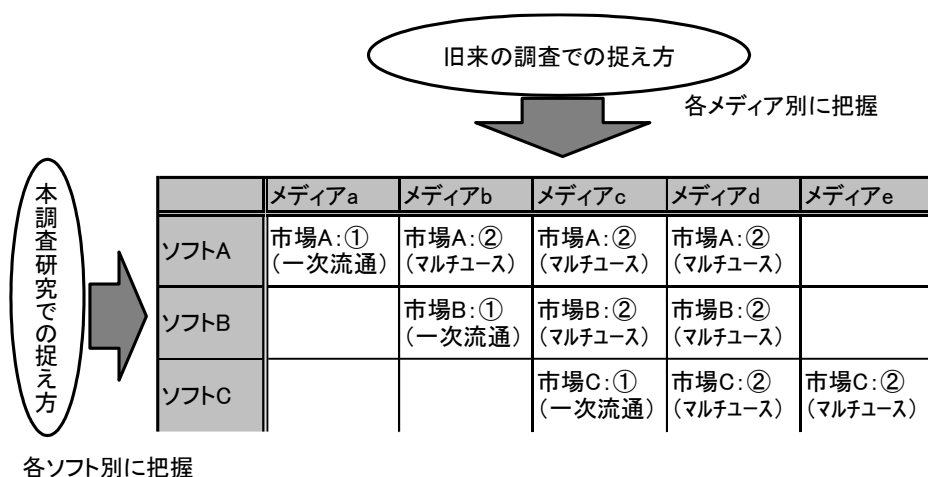 旧来の調査での捉え方
各メディア別に把握
本調査研究での捉え方
メディアa メディアb メディアc メディアd メディアe
ソフトA
市場A:① 市場A:② 市場A:② 市場A:②
(一次流通) (マルチユース) (マルチユース) (マルチユース)
ソフトB
市場B:① 市場B:② 市場B:②
(一次流通) (マルチユース) (マルチユース)
ソフトC
市場C:① 市場C:② 市場C:②
(一次流通) (マルチユース) (マルチユース)
各ソフト別に把握